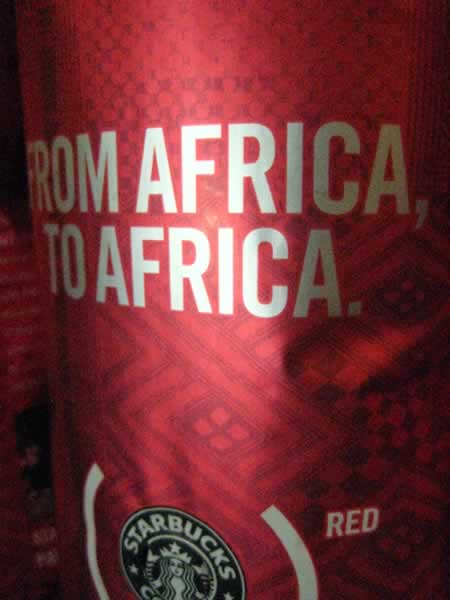 FROM AFRICA,
TO AFRICA.
RED
STARBUCKS